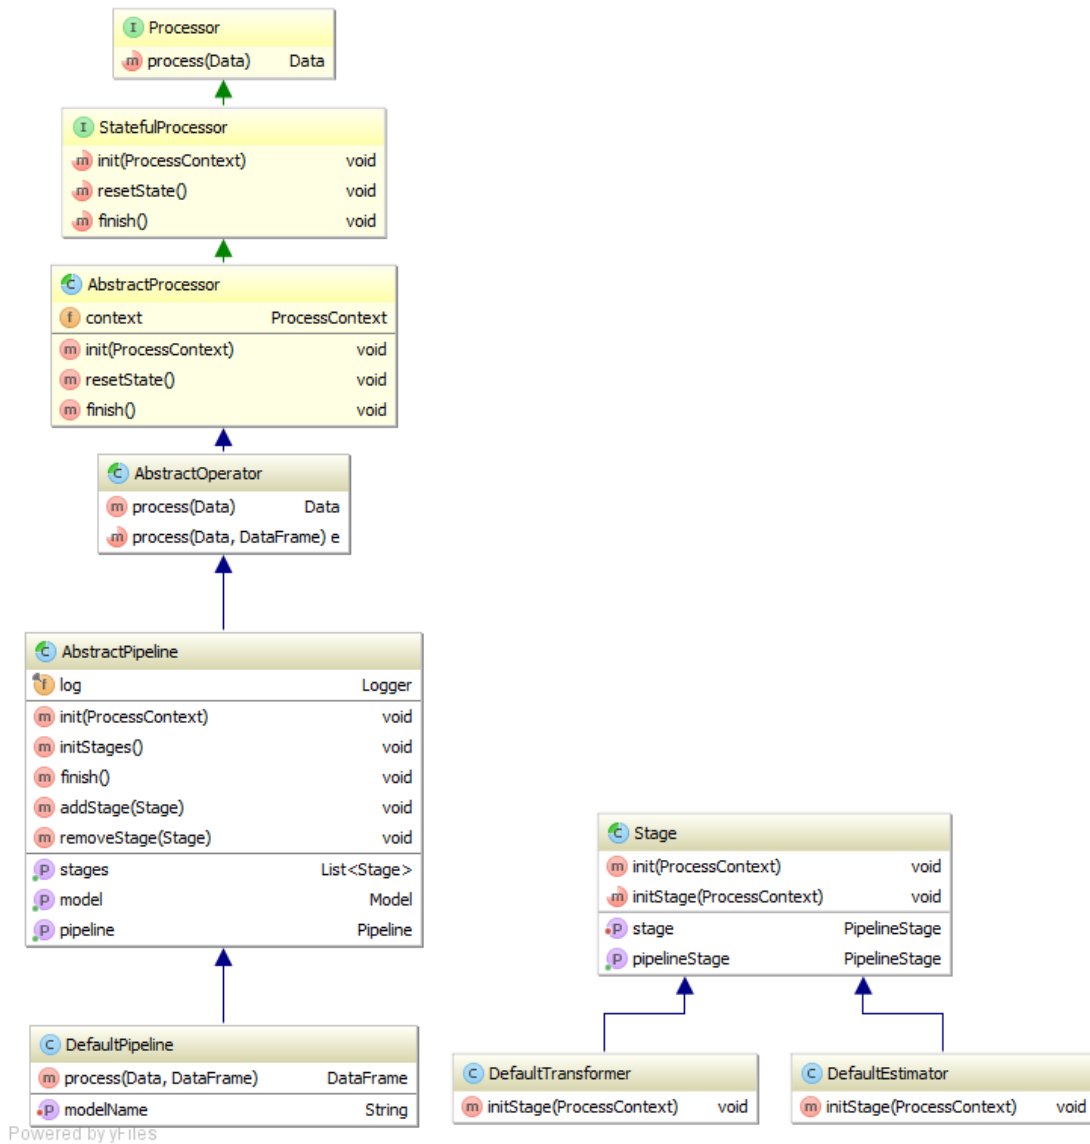 Processor
process(Data) Data
StatefulProcessor
init(ProcessContext) void
resetState() void
finish() void
AbstractProcessor
context ProcessContext
init(ProcessContext) void
resetState() void
finish() void
AbstractOperator
process(Data) Data
process(Data, DataFrame) e
AbstractPipeline
log Logger
init(ProcessContext) void
initStages() void
finish() void
addStage(Stage) void
removeStage(Stage) void
stages List<Stage>
model Model
pipeline Pipeline
Stage
init(ProcessContext) void
initStage(ProcessContext) void
stage PipelineStage
pipelineStage PipelineStage
DefaultPipeline
process(Data, DataFrame) DataFrame
modelName String
DefaultTransformer
initStage(ProcessContext) void
DefaultEstimator
initStage(ProcessContext) void
Powered by yFiles